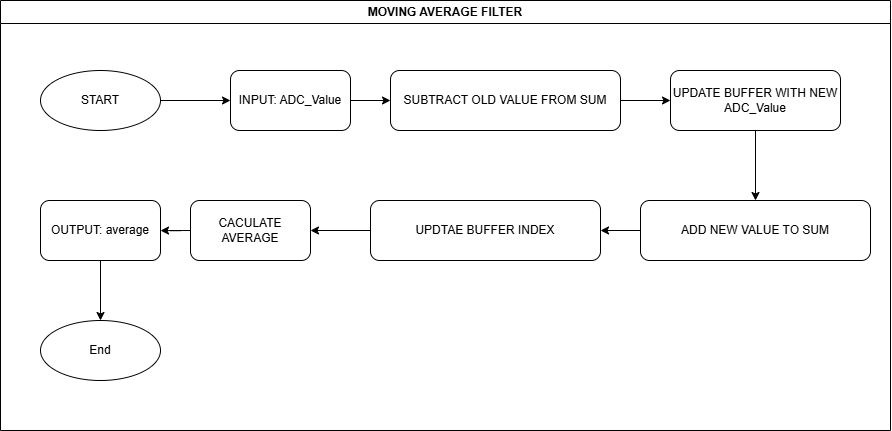 MOVING AVERAGE FILTER
START
INPUT: ADC_Value
SUBTRACT OLD VALUE FROM SUM
UPDATE BUFFER WITH NEW
ADC_Value
ADD NEW VALUE TO SUM
UPDTAE BUFFER INDEX
CACULATE
AVERAGE
OUTPUT: average
End